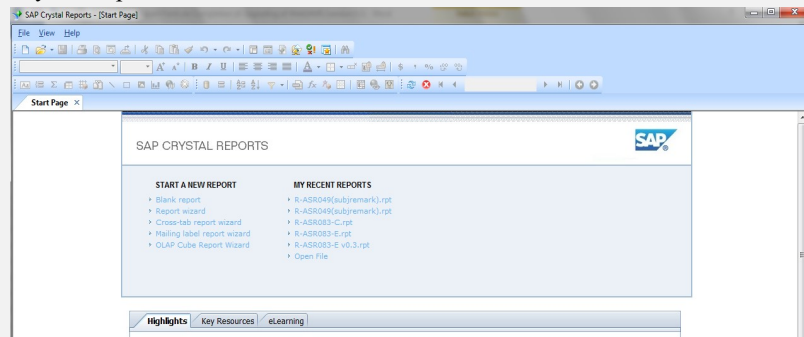 SAP Crystal Reports - [Start Page]
File View Help
A A B I U A $ %
Start Page ×
SAP CRYSTAL REPORTS
SAP
START A NEW REPORT
Blank report
Report wizard
Cross-tab report wizard
Mailing label report wizard
OLAP Cube Report Wizard
MY RECENT REPORTS
R-ASR049(subjremark).rpt
R-ASR049(subjremark).rpt
R-ASR083-C.rpt
R-ASR083-E.rpt
R-ASR083-E v0.3.rpt
Open File
Highlights Key Resources eLearning